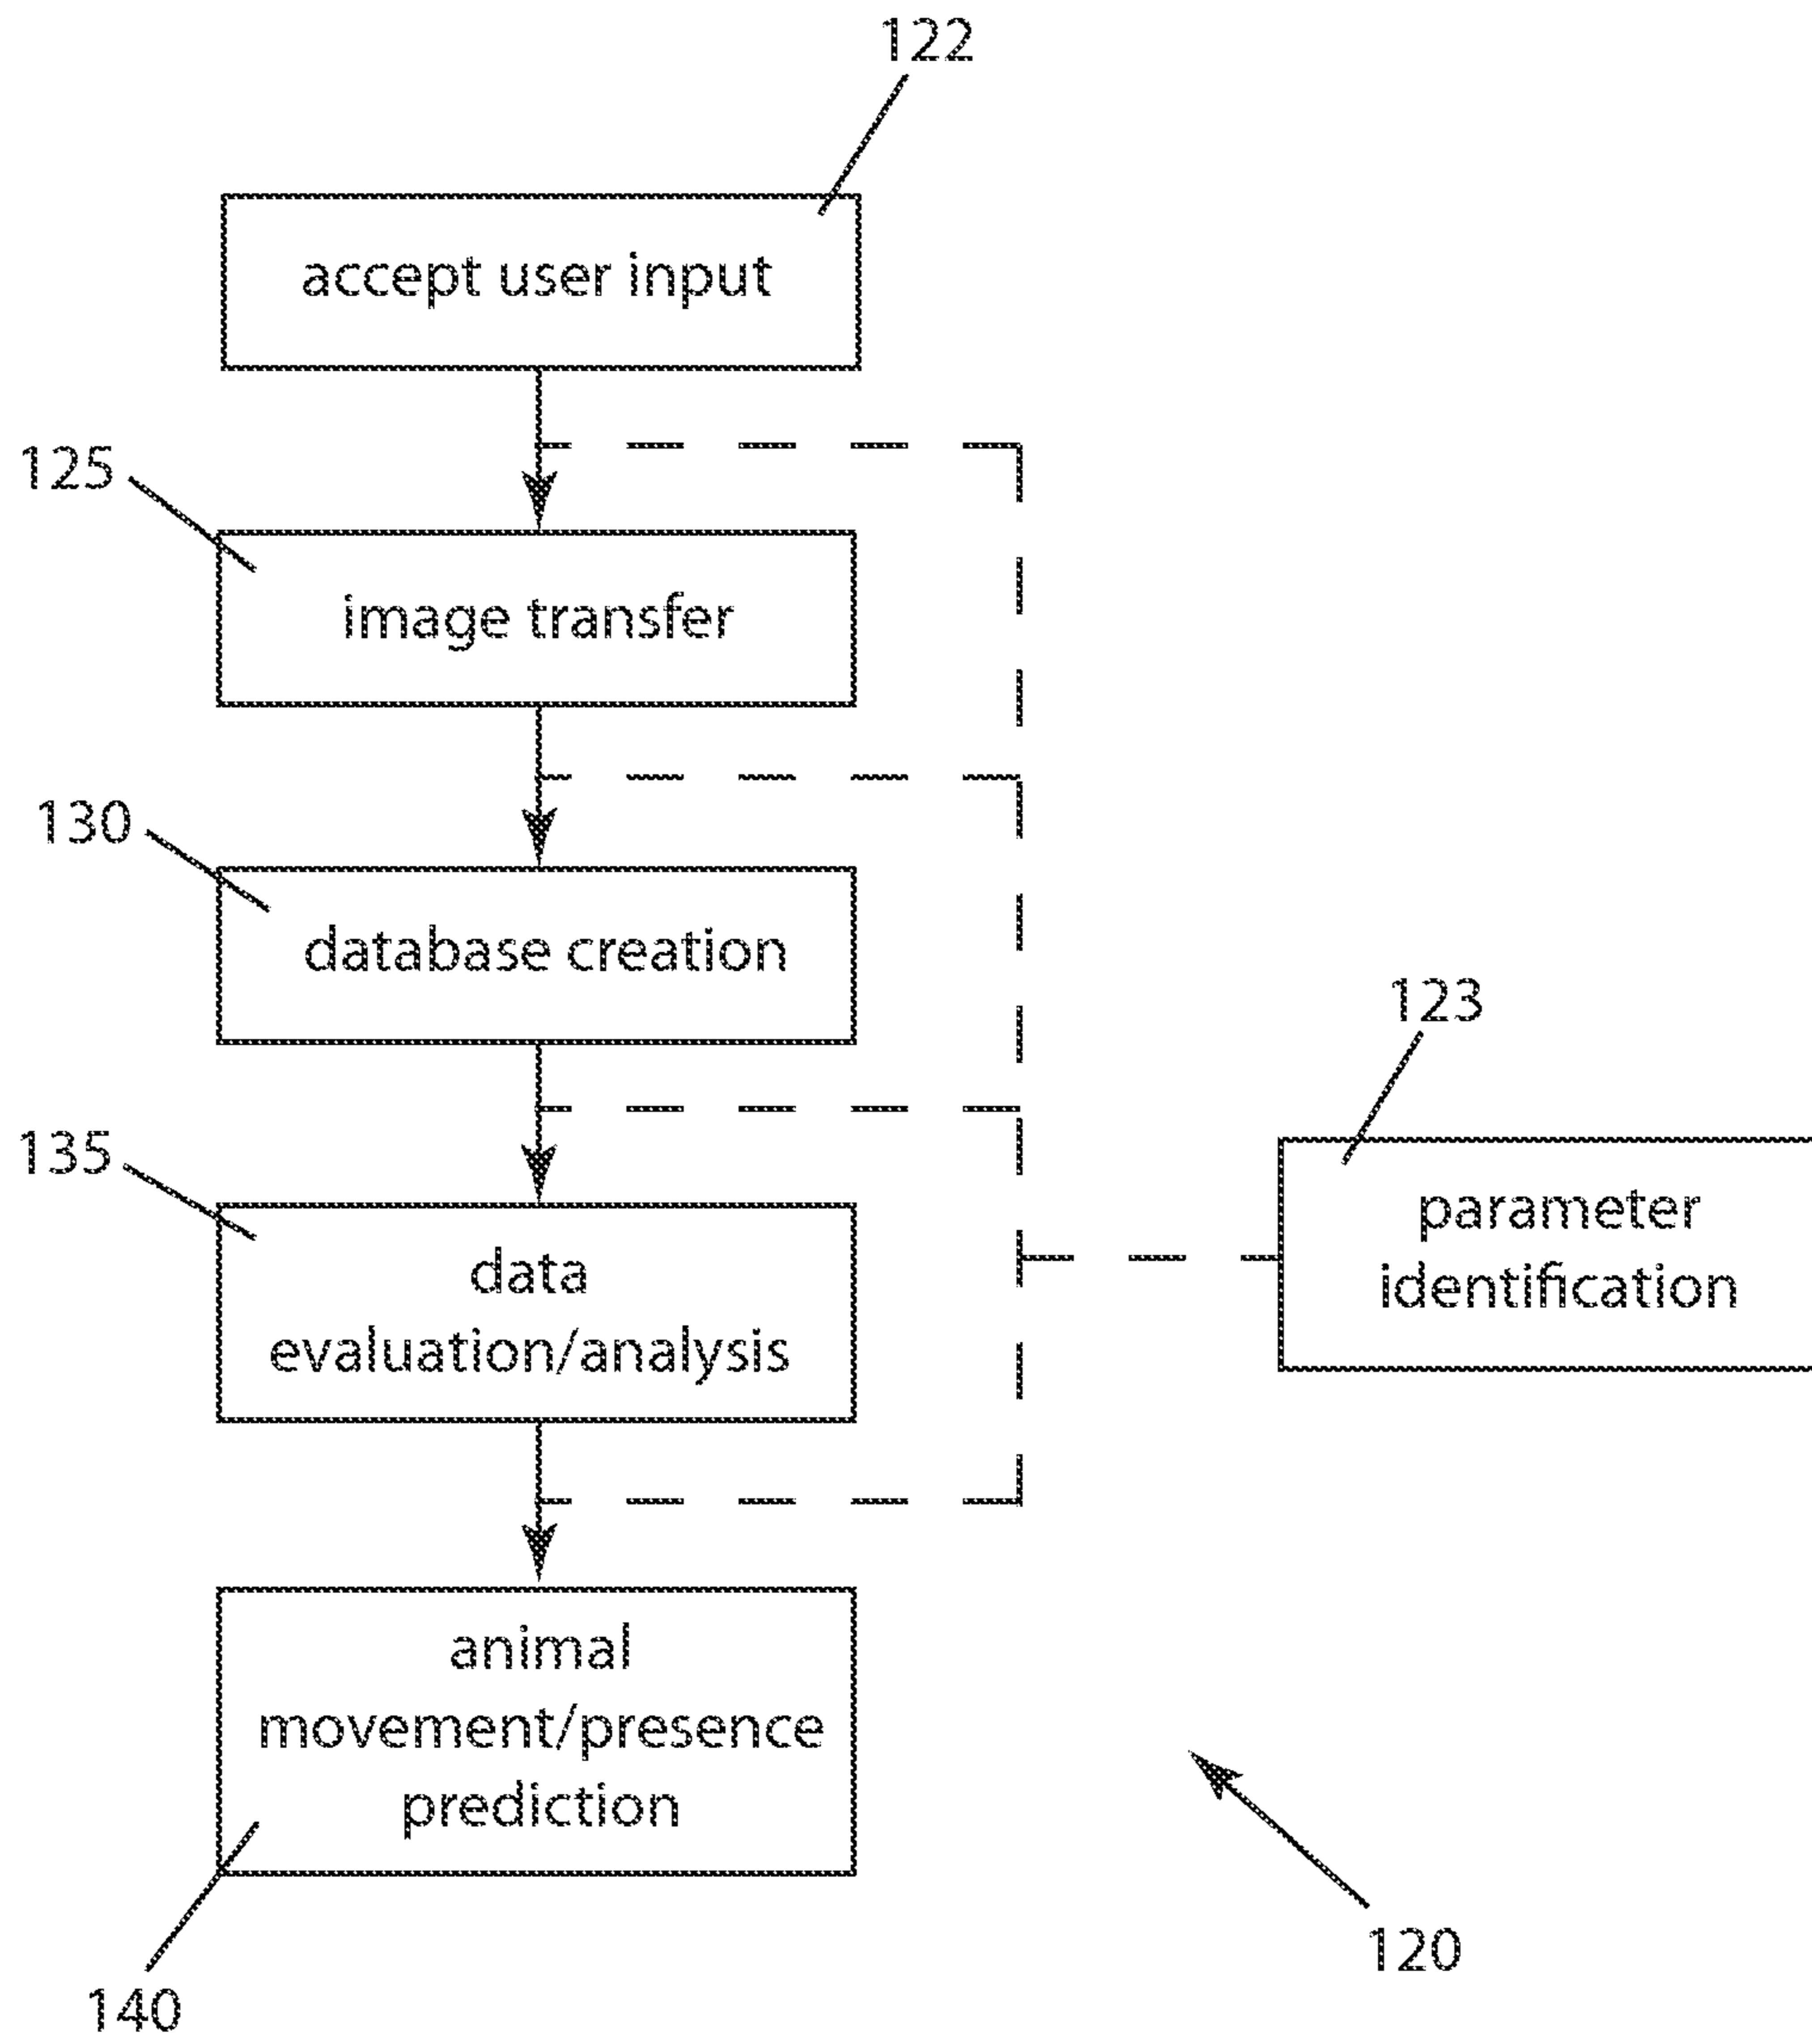 122
accept user input
125
image transfer
130
database creation
123
135
parameter
identification
data
evaluation/analysis
animal
movement/presence
prediction
120
140